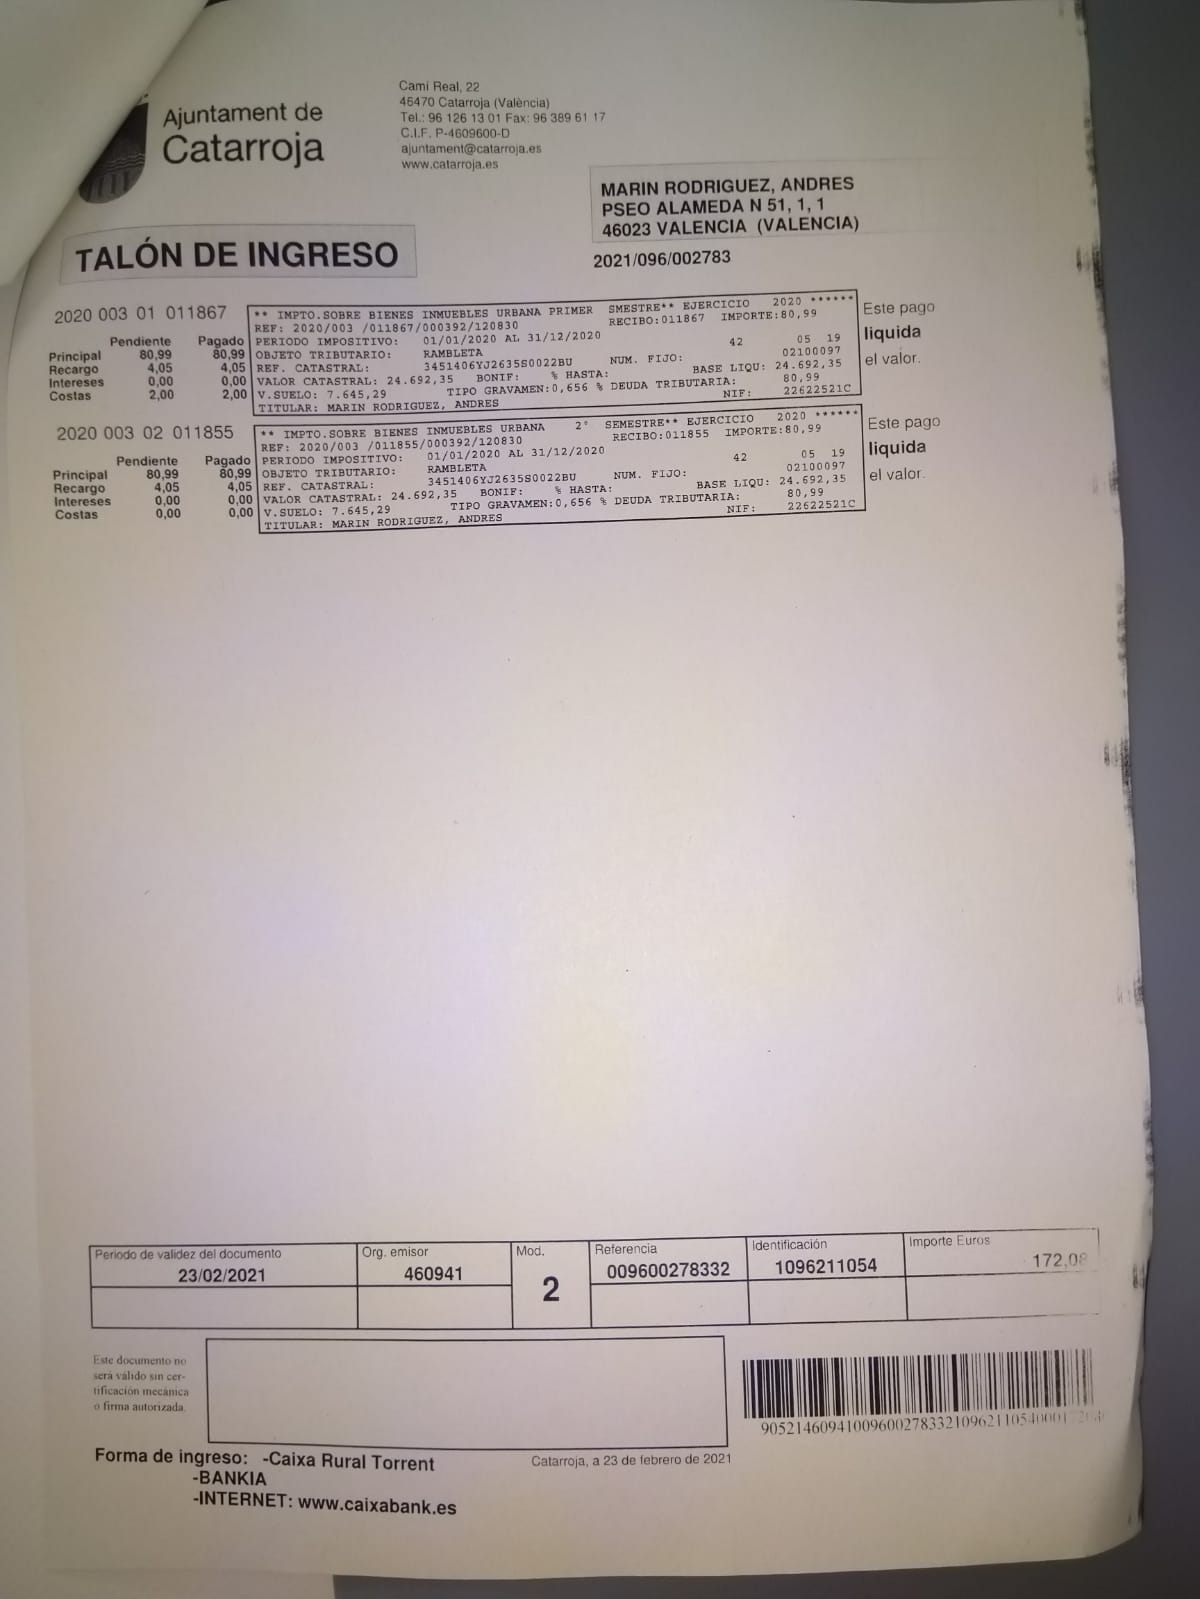 Ajuntament de
Catarroja
Camí Real, 22
46470 Catarroja (València)
Tel.: 96 126 13 01 Fax: 96 389 61 17
C.I.F. P-4609600-D
ajuntament@catarroja.es
www.catarroja.es
MARIN RODRIGUEZ, ANDRES
PSEO ALAMEDA N 51, 1, 1
46023 VALENCIA (VALENCIA)
TALÓN DE INGRESO
2021/096/002783
2020 003 01 011867
Pendiente Pagado
Principal 80,99 80,99
Recargo 4,05 4,05
Intereses 0,00 0,00
Costas 2,00 2,00
** IMPTO.SOBRE BIENES INMUEBLES URBANA PRIMER SMESTRE** EJERCICIO 2020 ******
REF: 2020/003 /011867/000392/120830 RECIBO:011867 IMPORTE:80,99
PERIODO IMPOSITIVO: 01/01/2020 AL 31/12/2020
OBJETO TRIBUTARIO: RAMBLETA 42 05 19
REF. CATASTRAL: 3451406YJ2635S0022BU NUM. FIJO: 02100097
VALOR CATASTRAL: 24.692,35 BONIF: % HASTA: BASE LIQU: 24.692,35
V.SUELO: 7.645,29 TIPO GRAVAMEN:0,656 % DEUDA TRIBUTARIA: 80,99
TITULAR: MARIN RODRIGUEZ, ANDRES NIF: 22622521C
Este pago
liquida
el valor.
2020 003 02 011855
Pendiente Pagado
Principal 80,99 80,99
Recargo 4,05 4,05
Intereses 0,00 0,00
Costas 0,00 0,00
** IMPTO.SOBRE BIENES INMUEBLES URBANA 2º SEMESTRE** EJERCICIO 2020 ******
REF: 2020/003 /011855/000392/120830 RECIBO:011855 IMPORTE:80,99
PERIODO IMPOSITIVO: 01/01/2020 AL 31/12/2020
OBJETO TRIBUTARIO: RAMBLETA 42 05 19
REF. CATASTRAL: 3451406YJ2635S0022BU NUM. FIJO: 02100097
VALOR CATASTRAL: 24.692,35 BONIF: % HASTA: BASE LIQU: 24.692,35
V.SUELO: 7.645,29 TIPO GRAVAMEN:0,656 % DEUDA TRIBUTARIA: 80,99
TITULAR: MARIN RODRIGUEZ, ANDRES NIF: 22622521C
Este pago
liquida
el valor.
Periodo de validez del documento Org. emisor Mod. Referencia Identificación Importe Euros
23/02/2021 460941 2 009600278332 1096211054 172,08
Este documento no
será válido sin cer-
tificación mecánica
o firma autorizada.
Forma de ingreso: -Caixa Rural Torrent
-BANKIA
-INTERNET: www.caixabank.es
Catarroja, a 23 de febrero de 2021